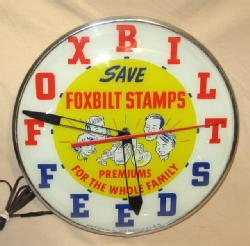 FOXBILT
SAVE
FOXBILT STAMPS
PREMIUMS
FOR THE WHOLE FAMILY
FEEDS